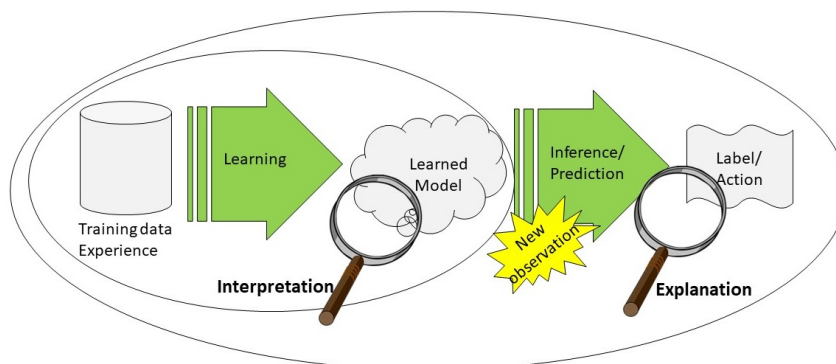 Learning
Learned
Model
Inference/
Prediction
Label/
Action
Training data
Experience
New
observation
Interpretation
Explanation